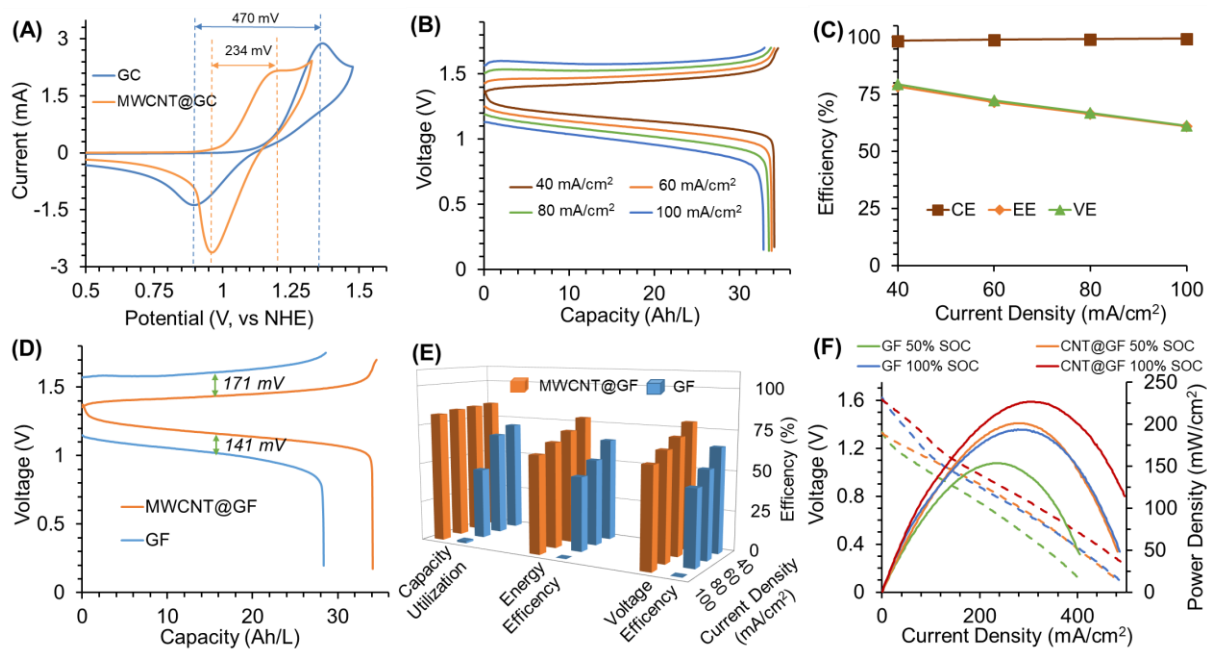 (A)
470 mV
234 mV
GC
MWCNT@GC
3
1.5
0
-1.5
-3
Current (mA)
0.5
0.75
1
1.25
1.5
Potential (V, vs NHE)
(B)
1.5
1
0.5
0
Voltage (V)
40 mA/cm²
60 mA/cm²
80 mA/cm²
100 mA/cm²
0
10
20
30
Capacity (Ah/L)
(C)
100
75
50
25
0
Efficiency (%)
CE
EE
VE
40
60
80
100
Current Density (mA/cm²)
(D)
171 mV
141 mV
1.5
1
0.5
0
Voltage (V)
MWCNT@GF
GF
0
10
20
30
Capacity (Ah/L)
(E)
MWCNT@GF
GF
100
75
50
25
0
Efficency (%)
40
60
80
100
Current Density
(mA/cm²)
Capacity
Utilization
Energy
Efficency
Voltage
Efficency
(F)
GF 50% SOC
CNT@GF 50% SOC
GF 100% SOC
CNT@GF 100% SOC
1.6
1.2
0.8
0.4
0
Voltage (V)
250
200
150
100
50
0
Power Density (mW/cm²)
0
200
400
Current Density (mA/cm²)